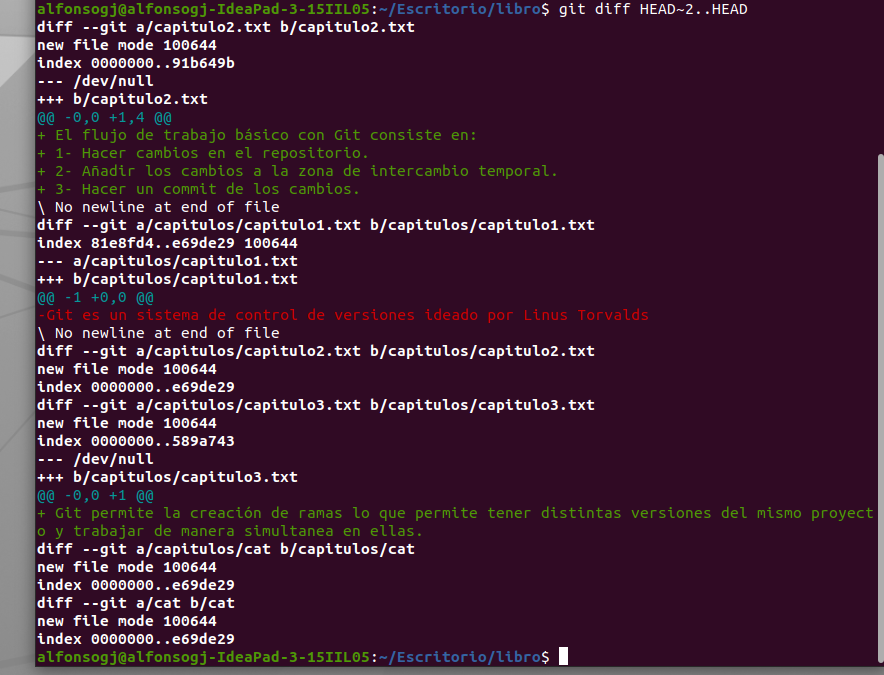 alfonsogj@alfonsogj-IdeaPad-3-15IIL05:~/Escritorio/libro$ git diff HEAD~2..HEAD
diff --git a/capitulo2.txt b/capitulo2.txt
new file mode 100644
index 0000000..91b649b
--- /dev/null
+++ b/capitulo2.txt
@@ -0,0 +1,4 @@
+ El flujo de trabajo básico con Git consiste en:
+ 1- Hacer cambios en el repositorio.
+ 2- Añadir los cambios a la zona de intercambio temporal.
+ 3- Hacer un commit de los cambios.
\ No newline at end of file
diff --git a/capitulos/capitulo1.txt b/capitulos/capitulo1.txt
index 81e8fd4..e69de29 100644
--- a/capitulos/capitulo1.txt
+++ b/capitulos/capitulo1.txt
@@ -1 +0,0 @@
-Git es un sistema de control de versiones ideado por Linus Torvalds
\ No newline at end of file
diff --git a/capitulos/capitulo2.txt b/capitulos/capitulo2.txt
new file mode 100644
index 0000000..e69de29
diff --git a/capitulos/capitulo3.txt b/capitulos/capitulo3.txt
new file mode 100644
index 0000000..589a743
--- /dev/null
+++ b/capitulos/capitulo3.txt
@@ -0,0 +1 @@
+ Git permite la creación de ramas lo que permite tener distintas versiones del mismo proyect
o y trabajar de manera simultanea en ellas.
diff --git a/capitulos/cat b/capitulos/cat
new file mode 100644
index 0000000..e69de29
diff --git a/cat b/cat
new file mode 100644
index 0000000..e69de29
alfonsogj@alfonsogj-IdeaPad-3-15IIL05:~/Escritorio/libro$